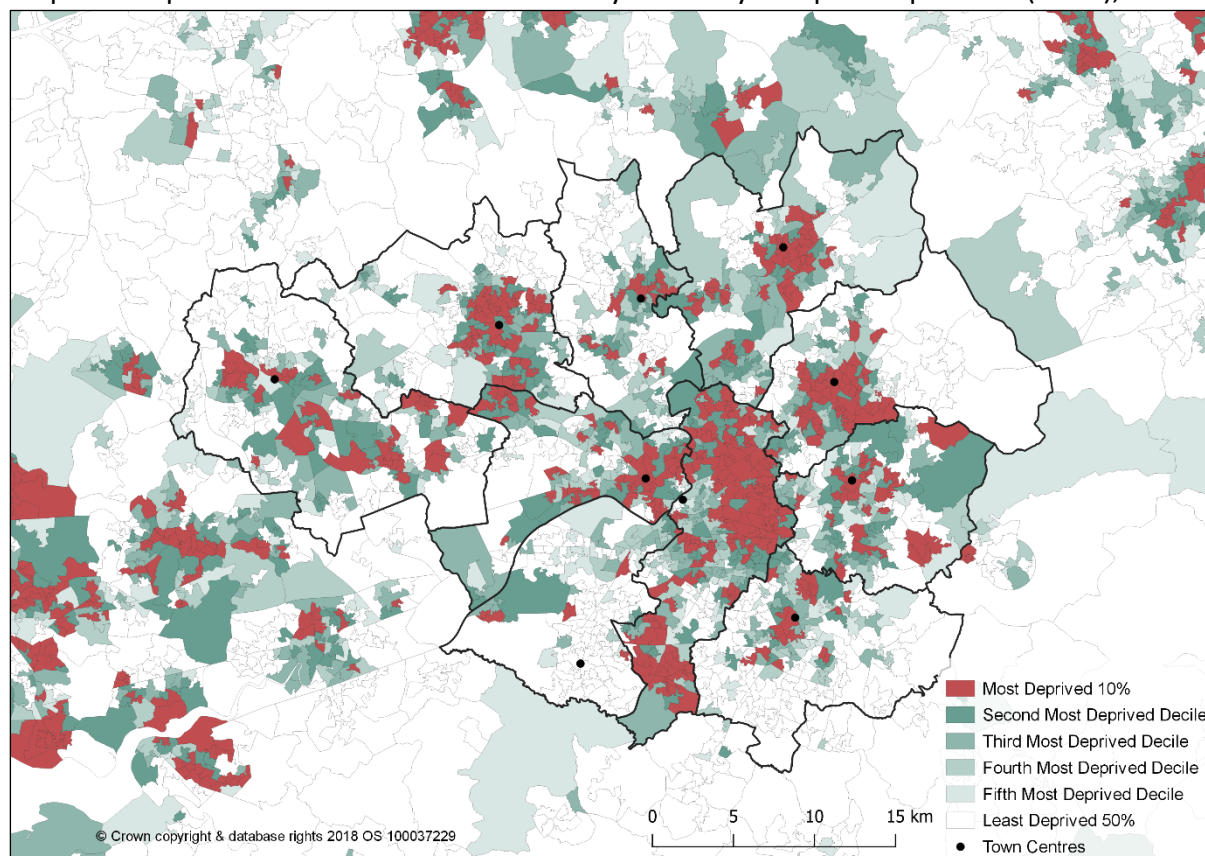 Most Deprived 10%
Second Most Deprived Decile
Third Most Deprived Decile
Fourth Most Deprived Decile
Fifth Most Deprived Decile
Least Deprived 50%
Town Centres
0 5 10 15 km
© Crown copyright & database rights 2018 OS 100037229